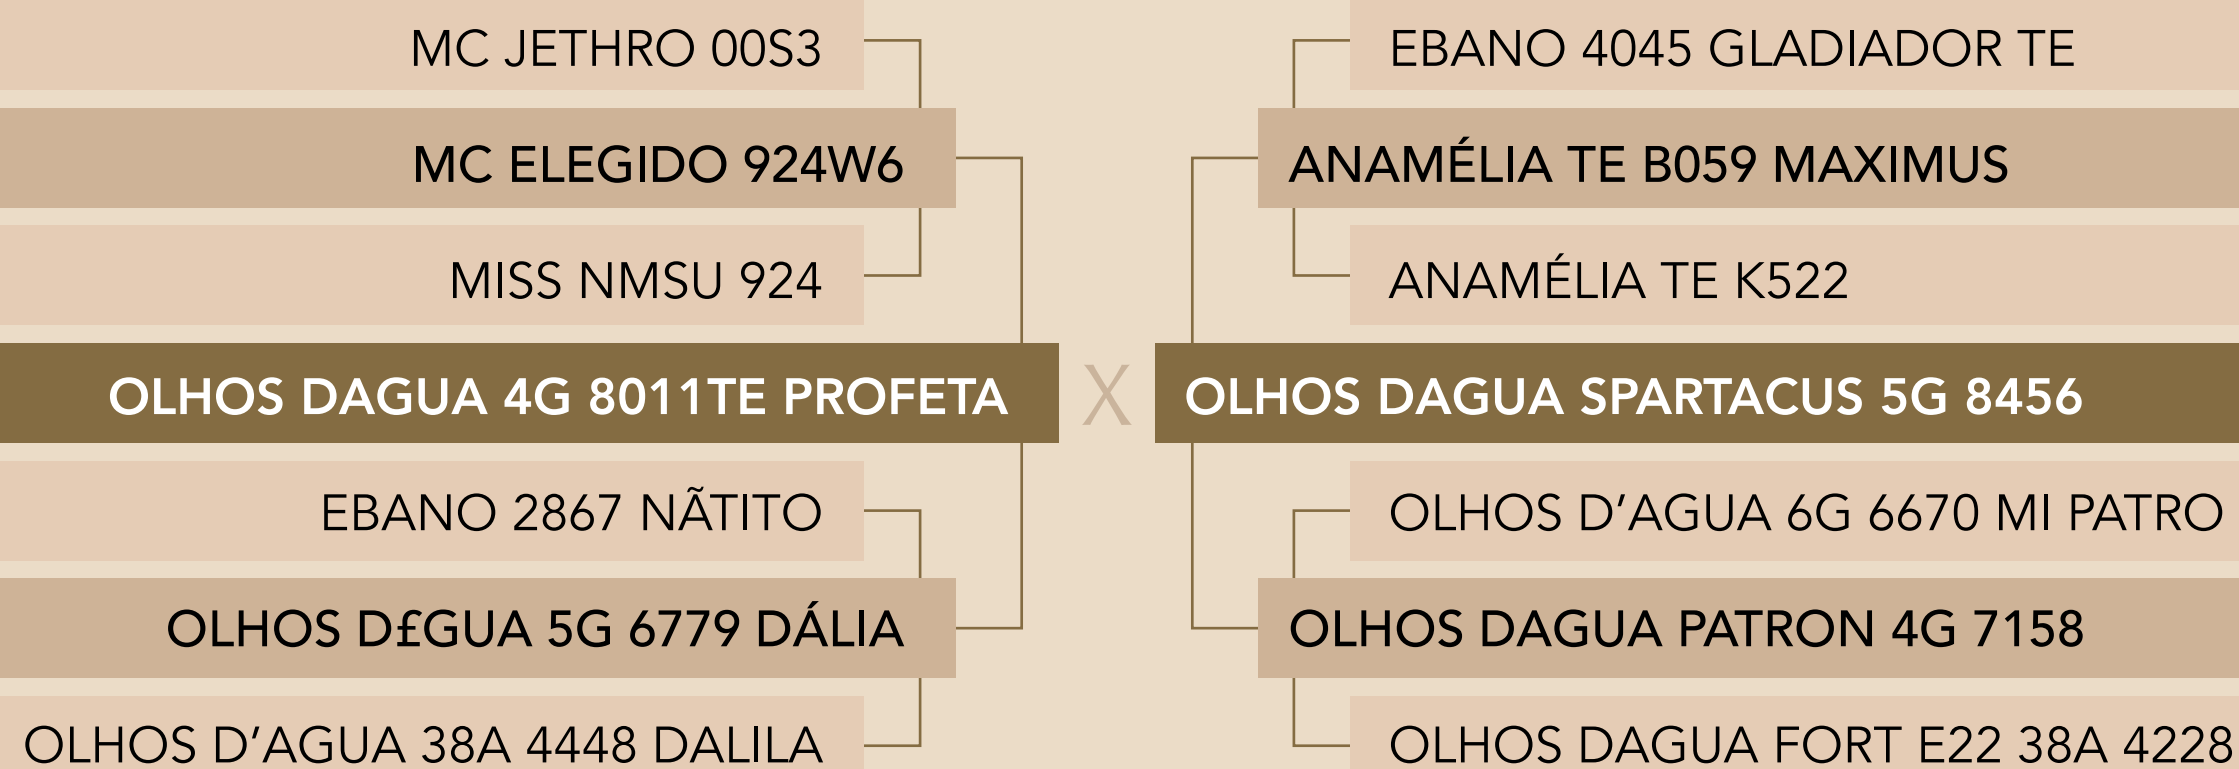 MC JETHRO 00S3
MC ELEGIDO 924W6
MISS NMSU 924
OLHOS DAGUA 4G 8011TE PROFETA
EBANO 2867 NÃTITO
OLHOS D£GUA 5G 6779 DÁLIA
OLHOS D’AGUA 38A 4448 DALILA
X
EBANO 4045 GLADIADOR TE
ANAMÉLIA TE B059 MAXIMUS
ANAMÉLIA TE K522
OLHOS DAGUA SPARTACUS 5G 8456
OLHOS D’AGUA 6G 6670 MI PATRO
OLHOS DAGUA PATRON 4G 7158
OLHOS DAGUA FORT E22 38A 4228